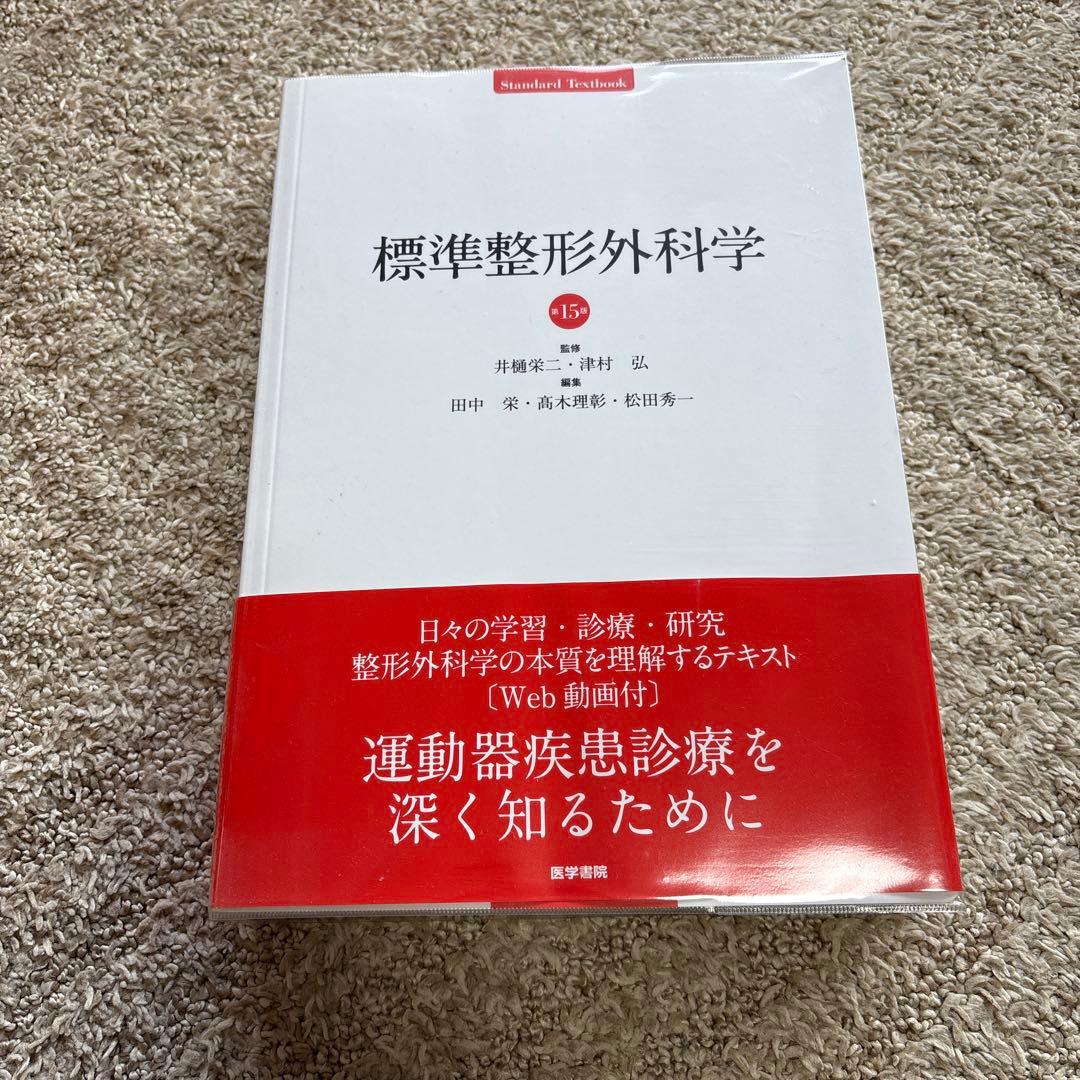 Standard Textbook
標準整形外科学
第15版
監修
井樋栄二・津村　弘
編集
田中　栄・髙木理彰・松田秀一
日々の学習・診療・研究
整形外科学の本質を理解するテキスト
〔Web 動画付〕
運動器疾患診療を
深く知るために
医学書院